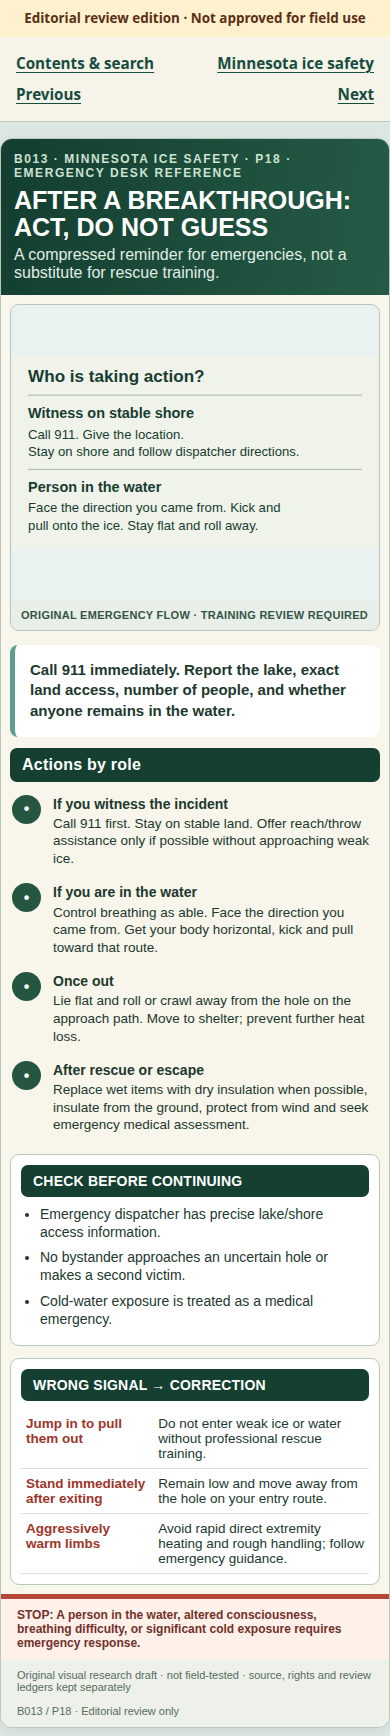 Editorial review edition · Not approved for field use
Contents & search
Minnesota ice safety
Previous
Next
B013 · MINNESOTA ICE SAFETY · P18 ·
EMERGENCY DESK REFERENCE
AFTER A BREAKTHROUGH:
ACT, DO NOT GUESS
A compressed reminder for emergencies, not a
substitute for rescue training.
Who is taking action?
Witness on stable shore
Call 911. Give the location.
Stay on shore and follow dispatcher directions.
Person in the water
Face the direction you came from. Kick and
pull onto the ice. Stay flat and roll away.
ORIGINAL EMERGENCY FLOW · TRAINING REVIEW REQUIRED
Call 911 immediately. Report the lake, exact
land access, number of people, and whether
anyone remains in the water.
Actions by role
If you witness the incident
Call 911 first. Stay on stable land. Offer reach/throw
assistance only if possible without approaching weak
ice.
If you are in the water
Control breathing as able. Face the direction you
came from. Get your body horizontal, kick and pull
toward that route.
Once out
Lie flat and roll or crawl away from the hole on the
approach path. Move to shelter; prevent further heat
loss.
After rescue or escape
Replace wet items with dry insulation when possible,
insulate from the ground, protect from wind and seek
emergency medical assessment.
CHECK BEFORE CONTINUING
• Emergency dispatcher has precise lake/shore
access information.
• No bystander approaches an uncertain hole or
makes a second victim.
• Cold-water exposure is treated as a medical
emergency.
WRONG SIGNAL → CORRECTION
Jump in to pull
them out
Do not enter weak ice or water
without professional rescue
training.
Stand immediately
after exiting
Remain low and move away from
the hole on your entry route.
Aggressively
warm limbs
Avoid rapid direct extremity
heating and rough handling; follow
emergency guidance.
STOP: A person in the water, altered consciousness,
breathing difficulty, or significant cold exposure requires
emergency response.
Original visual research draft · not field-tested · source, rights and review
ledgers kept separately
B013 / P18 · Editorial review only